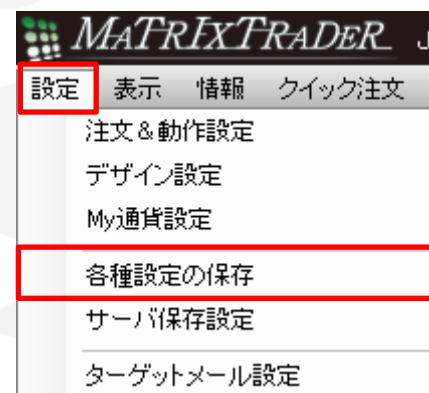 MATRIXTRADER J
設定 表示 情報 クイック注文
注文&動作設定
デザイン設定
My通貨設定
各種設定の保存
サーバ保存設定
ターゲットメール設定